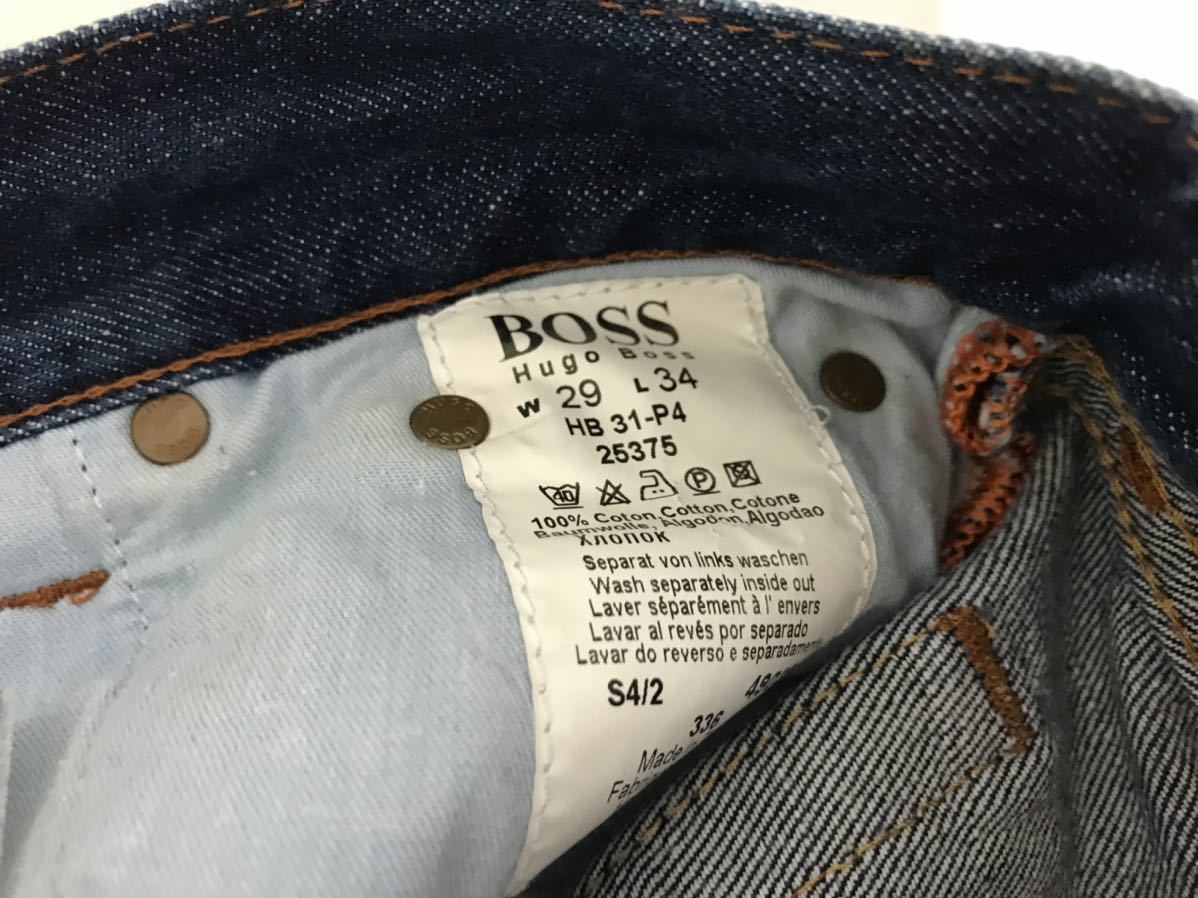 BOSS
Hugo Boss
W 29 L 34
HB 31-P4
25375
40 P
100% Coton,Cotton,Cotone
Baumwolle, Algodon,Algodao
Хлопок
Separat von links waschen
Wash separately inside out
Laver séparément à l' envers
Lavar al revés por separado
Lavar do reverso e
S4/2
336
Made
BOSS